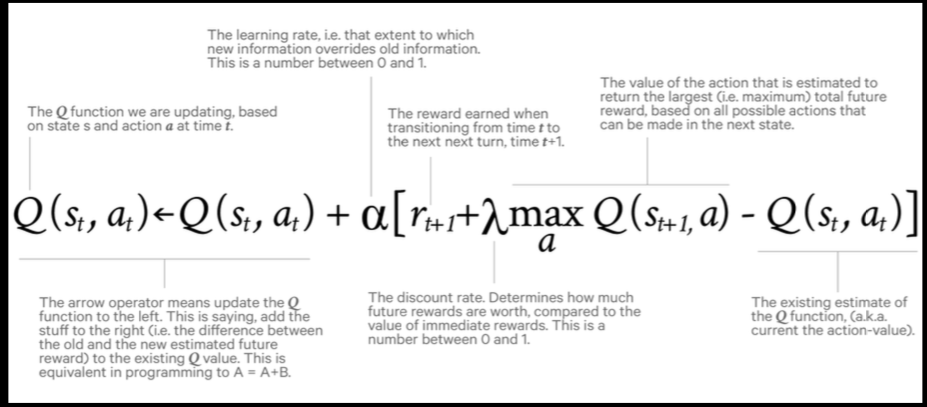 The learning rate, i.e. that extent to which
new information overrides old information.
This is a number between 0 and 1.
The Q function we are updating, based
on state s and action a at time t.
The reward earned when
transitioning from time t to
the next next turn, time t+1.
The value of the action that is estimated to
return the largest (i.e. maximum) total future
reward, based on all possible actions that
can be made in the next state.
Q(sₜ, aₜ)←Q(sₜ, aₜ) + α[rₜ₊₁+λmax Q(sₜ₊₁, a) - Q(sₜ, aₜ)]
a
The arrow operator means update the Q
function to the left. This is saying, add the
stuff to the right (i.e. the difference between
the old and the new estimated future
reward) to the existing Q value. This is
equivalent in programming to A = A+B.
The discount rate. Determines how much
future rewards are worth, compared to the
value of immediate rewards. This is a
number between 0 and 1.
The existing estimate of
the Q function, (a.k.a.
current the action-value).